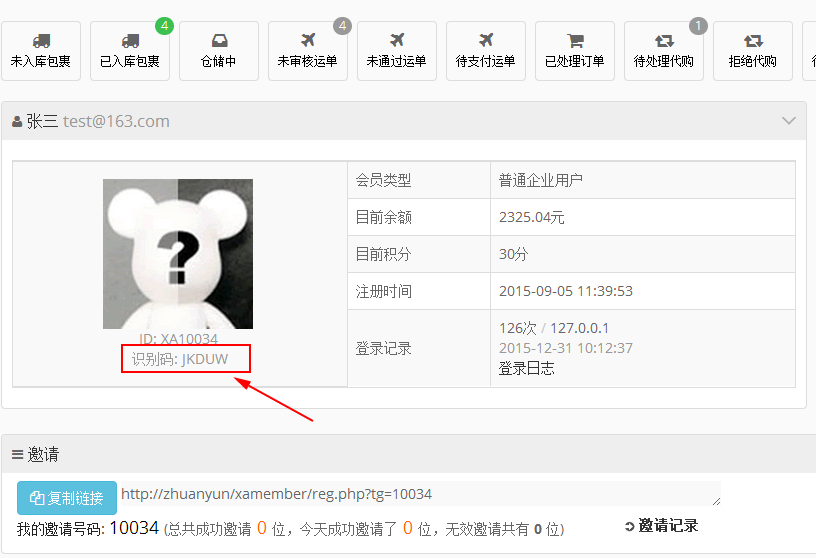 4 4 1
未入库包裹 已入库包裹 仓储中 未审核运单 未通过运单 待支付运单 已处理订单 待处理代购 拒绝代购
张三 test@163.com
?
ID: XA10034
识别码: JKDUW
会员类型 普通企业用户
目前余额 2325.04元
目前积分 30分
注册时间 2015-09-05 11:39:53
登录记录 126次 / 127.0.0.1
2015-12-31 10:12:37
登录日志
邀请
复制链接 http://zhuanyun/xamember/reg.php?tg=10034
我的邀请号码: 10034 (总共成功邀请 0 位，今天成功邀请了 0 位，无效邀请共有 0 位) 邀请记录